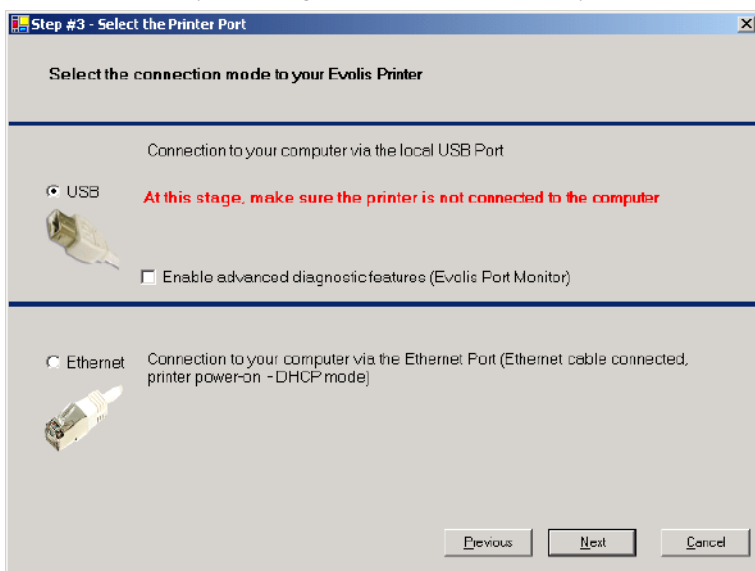 Step #3 - Select the Printer Port
Select the connection mode to your Evolis Printer
Connection to your computer via the local USB Port
USB
At this stage, make sure the printer is not connected to the computer
Enable advanced diagnostic features (Evolis Port Monitor)
Ethernet
Connection to your computer via the Ethernet Port (Ethernet cable connected,
printer power-on - DHCP mode)
Previous
Next
Cancel